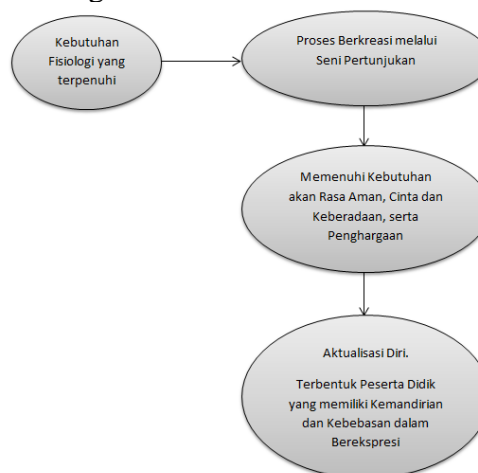 Kebutuhan
Fisiologi yang
terpenuhi
Proses Berkreasi melalui
Seni Pertunjukan
Memenuhi Kebutuhan
akan Rasa Aman, Cinta dan
Keberadaan, serta
Penghargaan
Aktualisasi Diri.
Terbentuk Peserta Didik
yang memiliki Kemandirian
dan Kebebasan dalam
Berekspresi